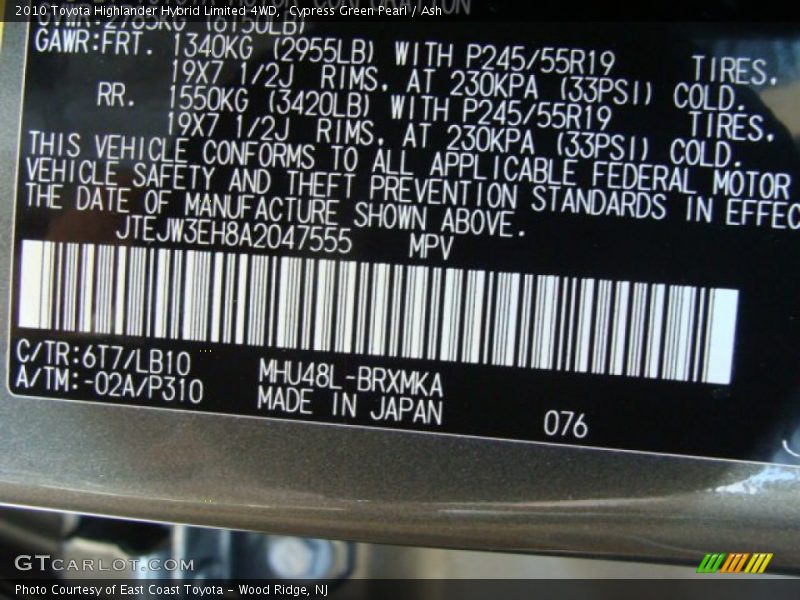 2010 Toyota Highlander Hybrid Limited 4WD, Cypress Green Pearl / Ash
GVWR:2785KG (6150LB)
GAWR:FRT. 1340KG (2955LB) WITH P245/55R19 TIRES,
19X7 1/2J RIMS, AT 230KPA (33PSI) COLD.
RR. 1550KG (3420LB) WITH P245/55R19 TIRES,
19X7 1/2J RIMS, AT 230KPA (33PSI) COLD.
THIS VEHICLE CONFORMS TO ALL APPLICABLE FEDERAL MOTOR
VEHICLE SAFETY AND THEFT PREVENTION STANDARDS IN EFFEC
THE DATE OF MANUFACTURE SHOWN ABOVE.
JTEJW3EH8A2047555 MPV
C/TR:6T7/LB10
A/TM:-02A/P310
MHU48L-BRXMKA
MADE IN JAPAN
076
GTCARLOT.COM
Photo Courtesy of East Coast Toyota - Wood Ridge, NJ